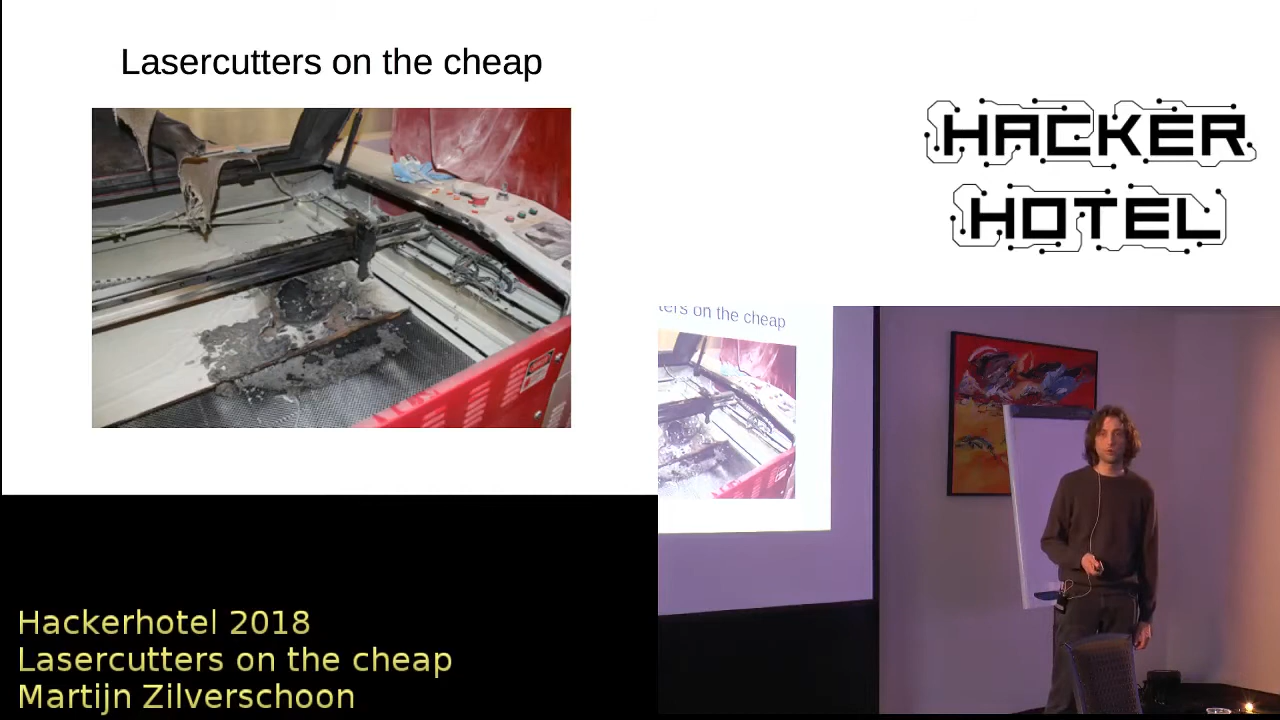 Lasercutters on the cheap
HACKER
HOTEL
ters on the cheap
Hackerhotel 2018
Lasercutters on the cheap
Martijn Zilverschoon